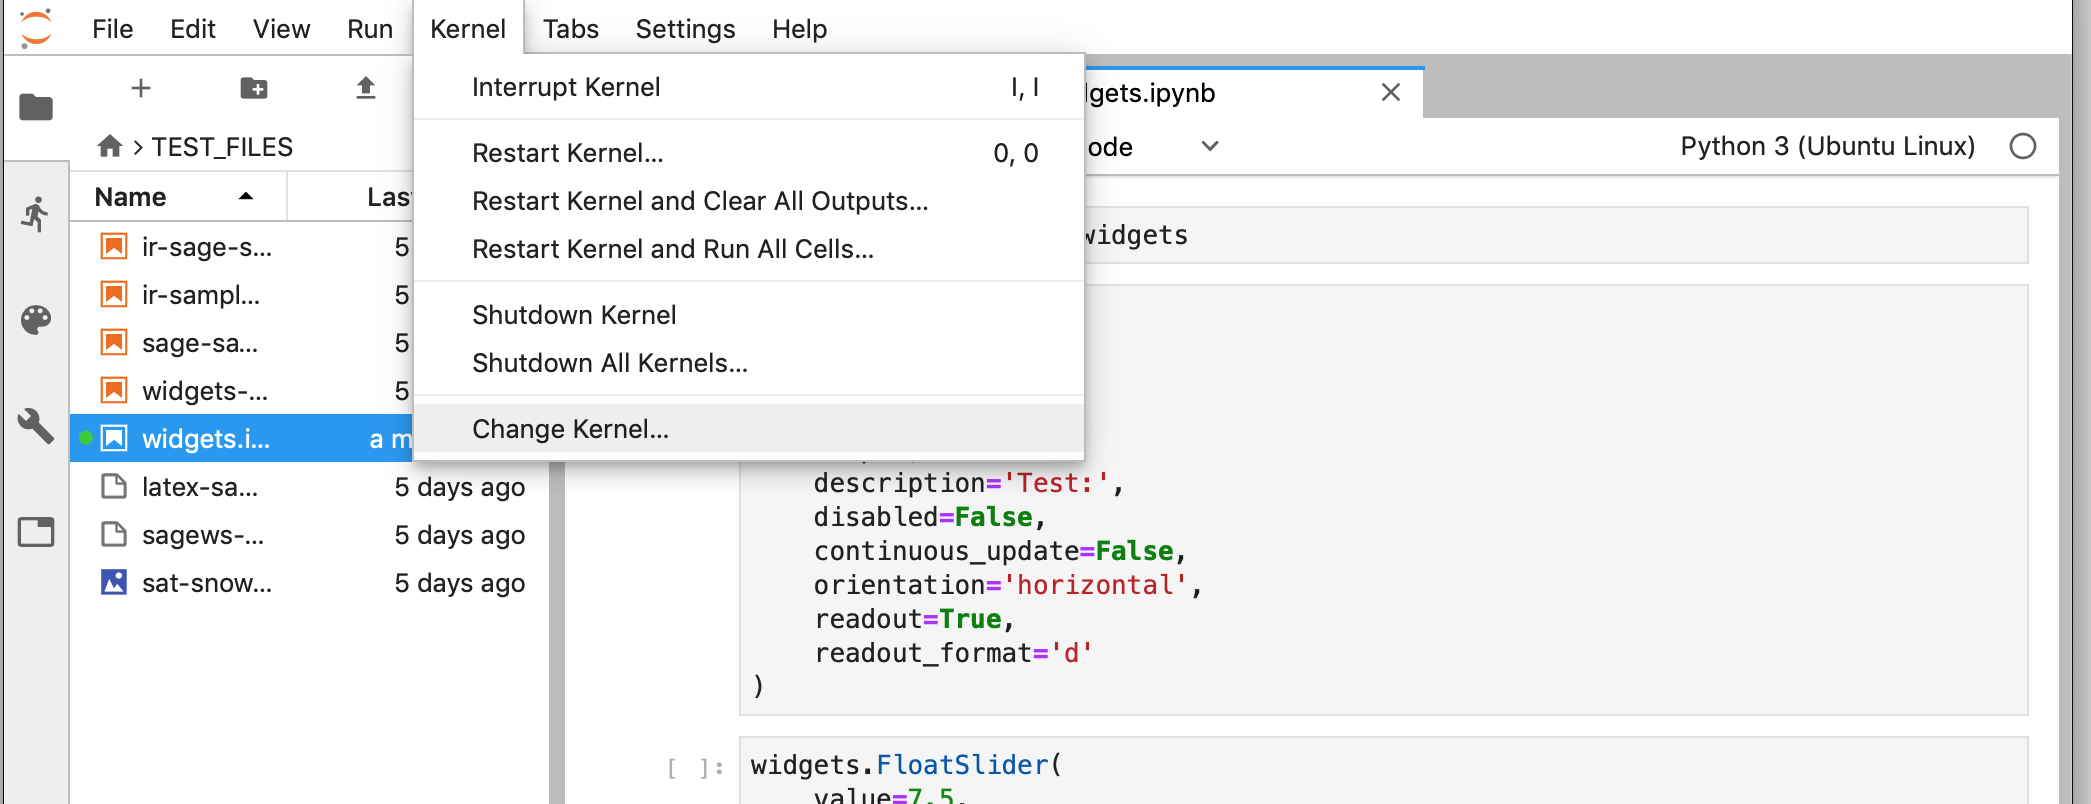 File Edit View Run Kernel Tabs Settings Help
Interrupt Kernel I, I
Restart Kernel... 0, 0
Restart Kernel and Clear All Outputs...
Restart Kernel and Run All Cells...
Shutdown Kernel
Shutdown All Kernels...
Change Kernel...
TEST_FILES
Name Las
ir-sage-s... 5
ir-sampl... 5
sage-sa... 5
widgets-... 5
widgets.i... a m
latex-sa... 5 days ago
sagews-... 5 days ago
sat-snow... 5 days ago
dgets.ipynb
ode Python 3 (Ubuntu Linux)
widgets
description='Test:',
disabled=False,
continuous_update=False,
orientation='horizontal',
readout=True,
readout_format='d'
)
[ ]: widgets.FloatSlider(
value=7.5,